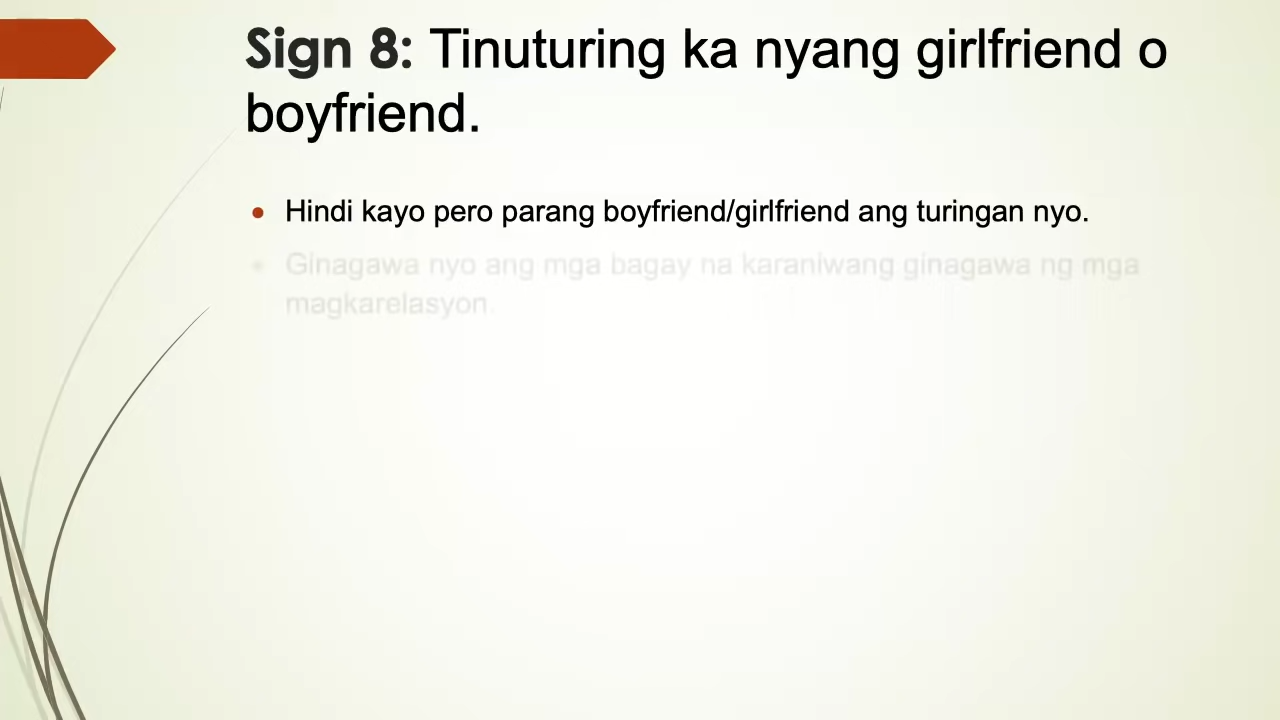 Sign 8: Tinuturing ka nyang girlfriend o
boyfriend.
• Hindi kayo pero parang boyfriend/girlfriend ang turingan nyo.
• Ginagawa nyo ang mga bagay na karaniwang ginagawa ng mga
magkarelasyon.